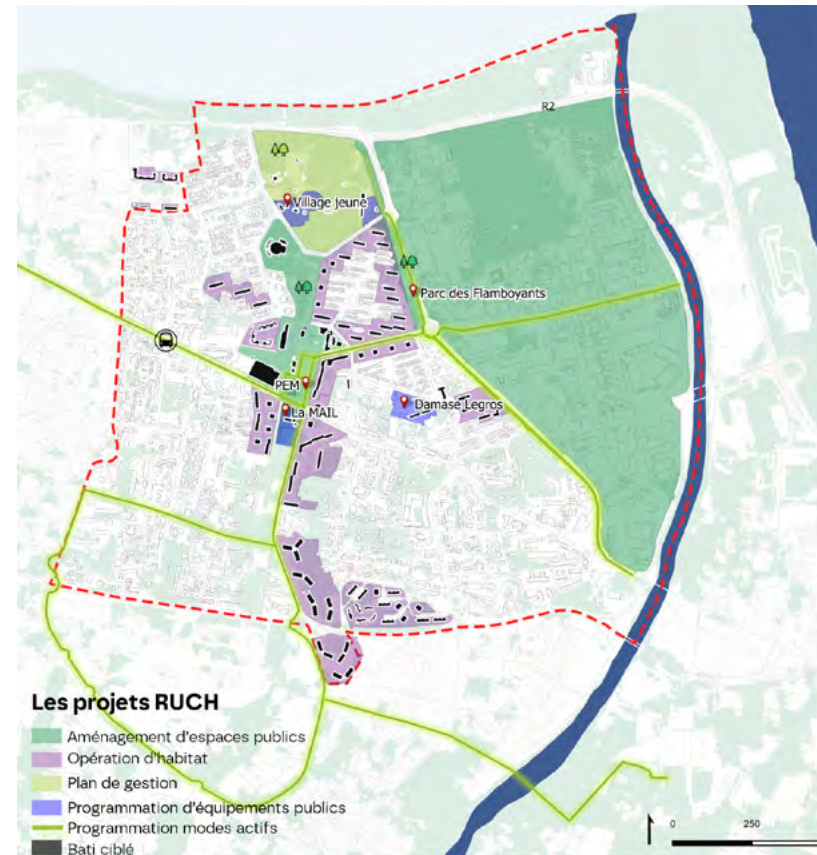 R2
Village jeune
Parc des Flamboyants
PEM
La MAIL
Damase Legros
Les projets RUCH
Aménagement d'espaces publics
Opération d'habitat
Plan de gestion
Programmation d'équipements publics
Programmation modes actifs
Bati ciblé
0 250